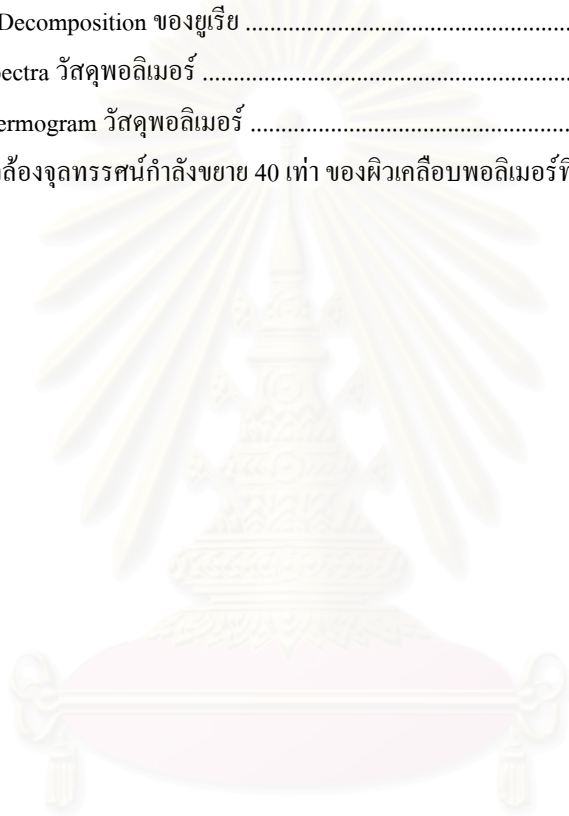 Decomposition ของยูเรีย ..........................................................
ectra วัสดุพอลิเมอร์ ..................................................................
ermogram วัสดุพอลิเมอร์ ..........................................................
ล้องจุลทรรศน์กำลังขยาย 40 เท่า ของผิวเคลือบพอลิเมอร์ที